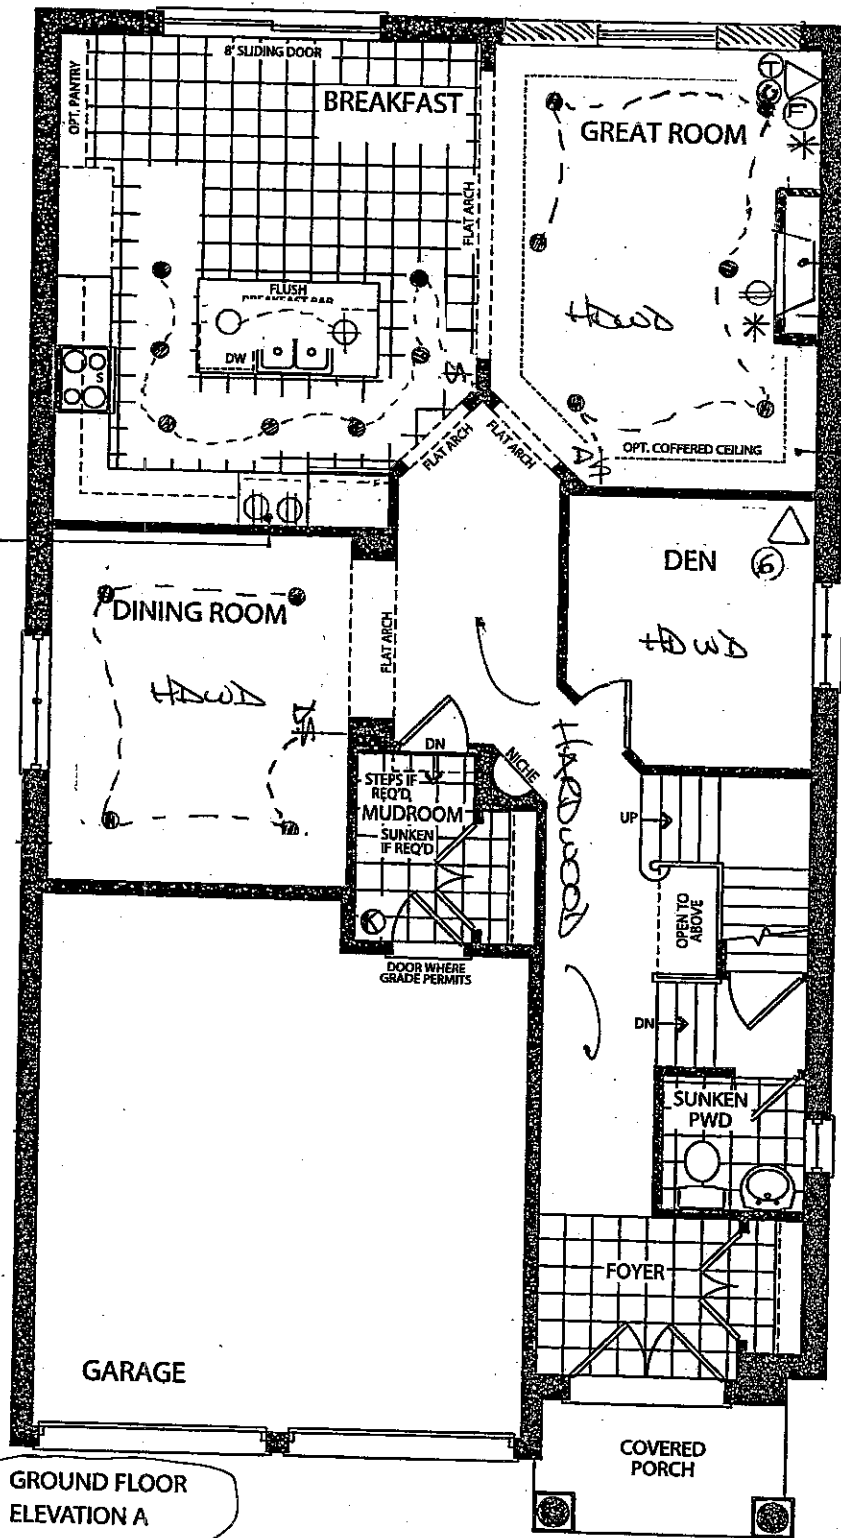 8' SLIDING DOOR
OPT. PANTRY
BREAKFAST
GREAT ROOM
T
C
F
FLAT ARCH
FLUSH
BREAKFAST BAR
DW
S
HDWD
$
FLAT ARCH
FLAT ARCH
OPT. COFFERED CEILING
DEN
HDWD
DINING ROOM
FLAT ARCH
HDWD
DN
NICHE
STEPS IF
REQ'D
MUDROOM
SUNKEN
IF REQ'D
HARDWOOD
UP
OPEN TO
ABOVE
K
DOOR WHERE
GRADE PERMITS
DN
SUNKEN
PWD
FOYER
GARAGE
COVERED
PORCH
GROUND FLOOR
ELEVATION A